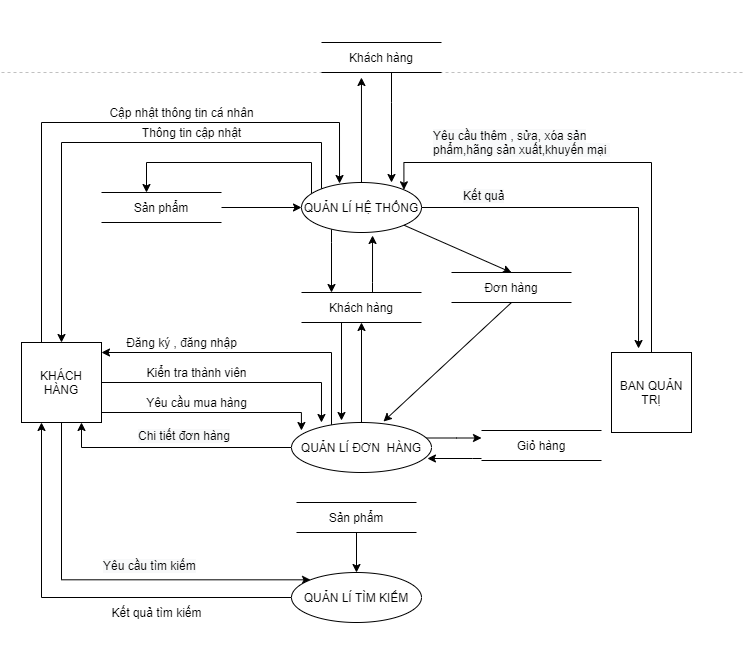 Khách hàng
Cập nhật thông tin cá nhân
Thông tin cập nhật
Yêu cầu thêm , sửa, xóa sản
phẩm,hãng sản xuất,khuyến mại
Sản phẩm
QUẢN LÍ HỆ THỐNG
Kết quả
Đơn hàng
Khách hàng
Đăng ký , đăng nhập
KHÁCH
HÀNG
Kiển tra thành viên
BAN QUẢN
TRỊ
Yêu cầu mua hàng
Chi tiết đơn hàng
QUẢN LÍ ĐƠN HÀNG
Giỏ hàng
Sản phẩm
Yêu cầu tìm kiếm
QUẢN LÍ TÌM KIẾM
Kết quả tìm kiếm